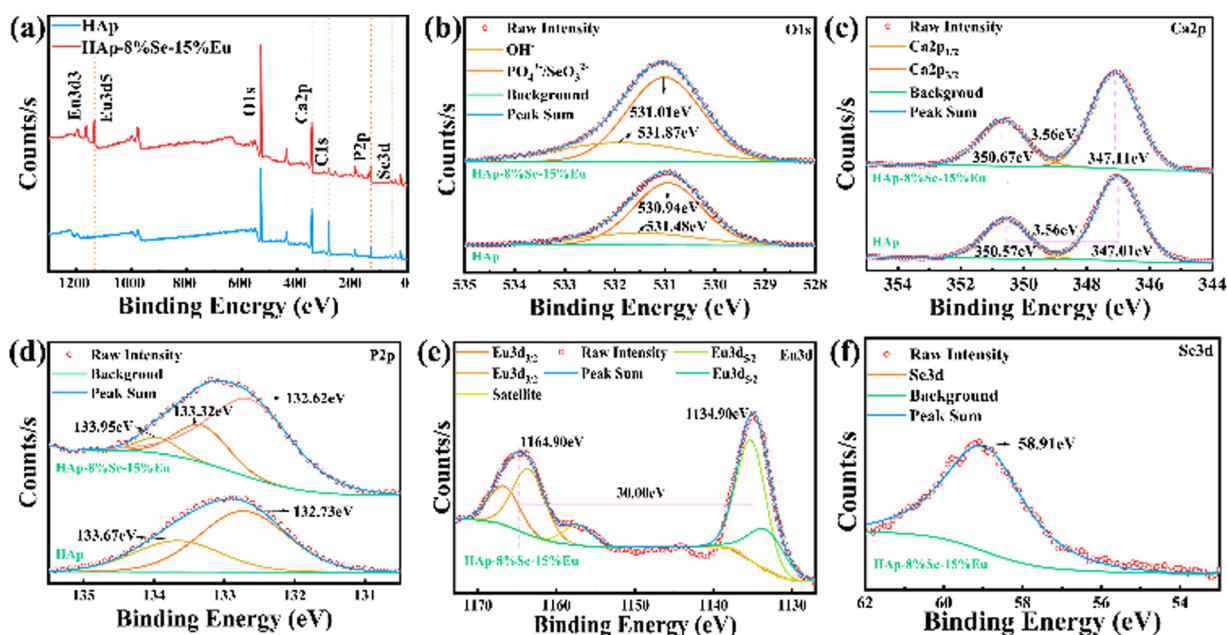 (a)
HAp
HAp-8%Se-15%Eu
Eu3d3
Eu3d5
O1s
Ca2p
C1s
P2p
Se3d
Counts/s
1200 1000 800 600 400 200 0
Binding Energy (eV)
(b)
O1s
Raw Intensity
OH⁻
PO₄³⁻/SeO₃²⁻
Background
Peak Sum
531.01eV
531.87eV
HAp-8%Se-15%Eu
530.94eV
531.48eV
HAp
Counts/s
535 534 533 532 531 530 529 528
Binding Energy (eV)
(c)
Ca2p
Raw Intensity
Ca2p₁/₂
Ca2p₃/₂
Backgroud
Peak Sum
3.56eV
350.67eV
347.11eV
HAp-8%Se-15%Eu
3.56eV
350.57eV
347.01eV
HAp
Counts/s
354 352 350 348 346 344
Binding Energy (eV)
(d)
P2p
Raw Intensity
Background
Peak Sum
132.62eV
133.32eV
133.95eV
HAp-8%Se-15%Eu
132.73eV
133.67eV
HAp
Counts/s
135 134 133 132 131
Binding Energy (eV)
(e)
Eu3d
Eu3d₃/₂
Raw Intensity
Eu3d₅/₂
Eu3d₃/₂
Peak Sum
Eu3d₅/₂
Satellite
1134.90eV
1164.90eV
30.00eV
HAp-8%Se-15%Eu
Counts/s
1170 1160 1150 1140 1130
Binding Energy (eV)
(f)
Se3d
Raw Intensity
Se3d
Background
Peak Sum
58.91eV
HAp-8%Se-15%Eu
Counts/s
62 60 58 56 54
Binding Energy (eV)